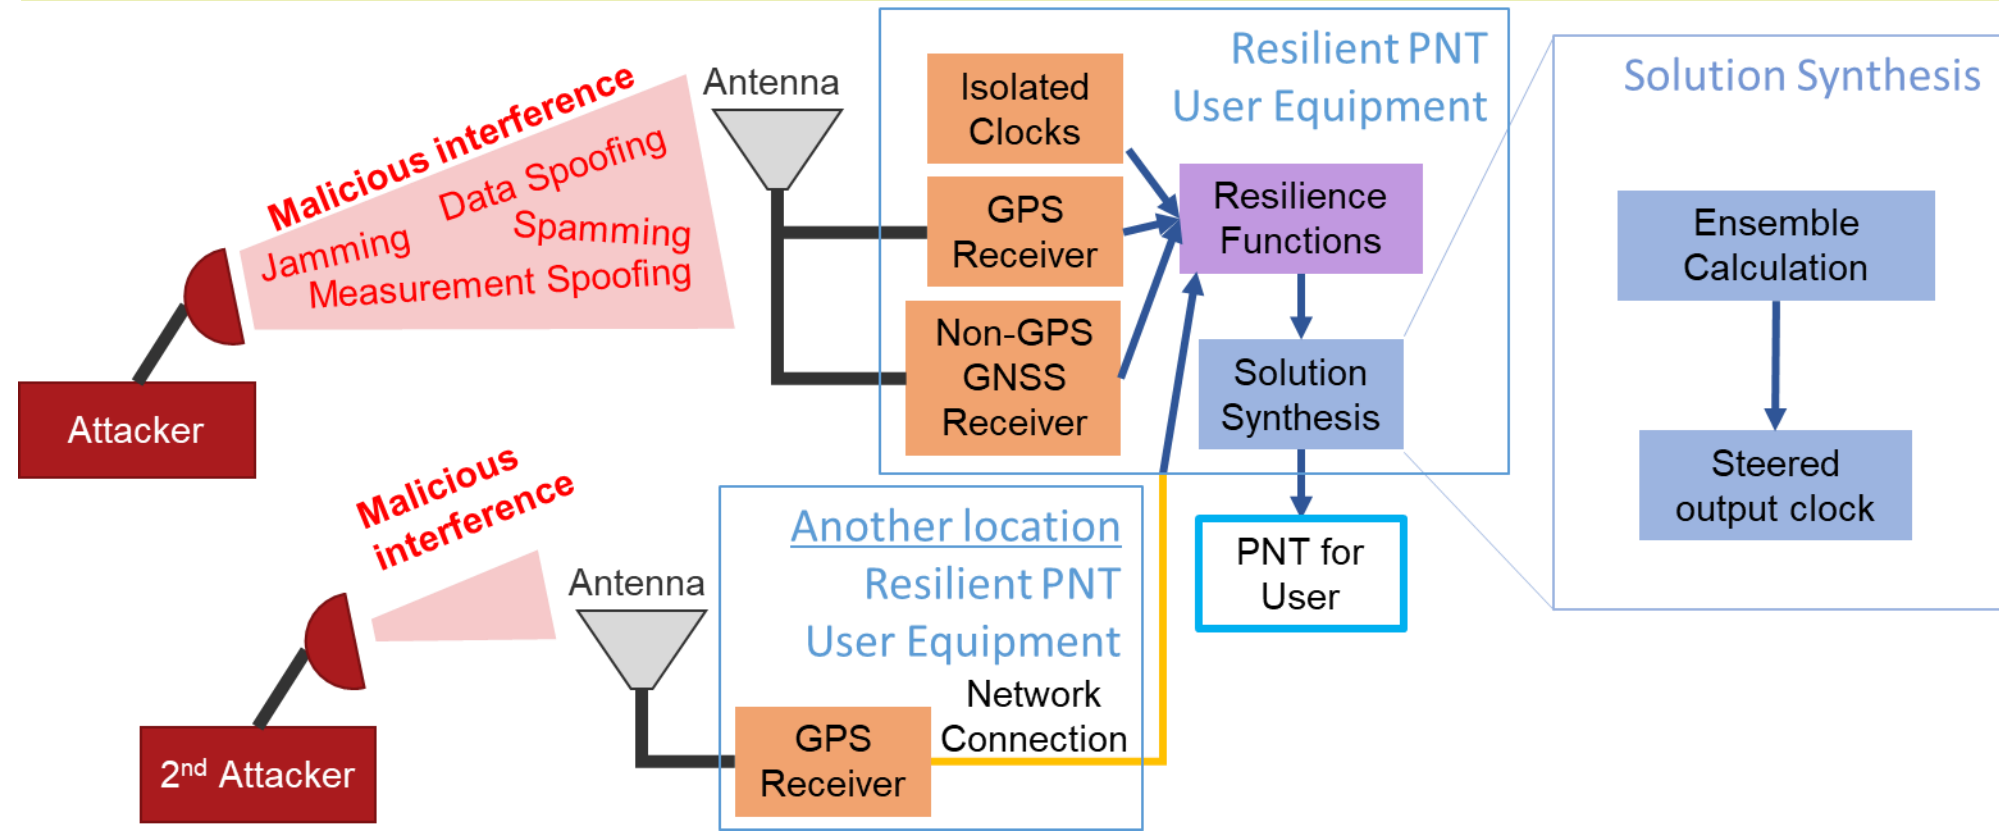 Malicious interference
Data Spoofing
Jamming
Spamming
Measurement Spoofing
Attacker
Antenna
Resilient PNT
User Equipment
Isolated
Clocks
GPS
Receiver
Non-GPS
GNSS
Receiver
Resilience
Functions
Solution
Synthesis
PNT for
User
Solution Synthesis
Ensemble
Calculation
Steered
output clock
Malicious
interference
2nd Attacker
Antenna
Another location
Resilient PNT
User Equipment
Network
Connection
GPS
Receiver